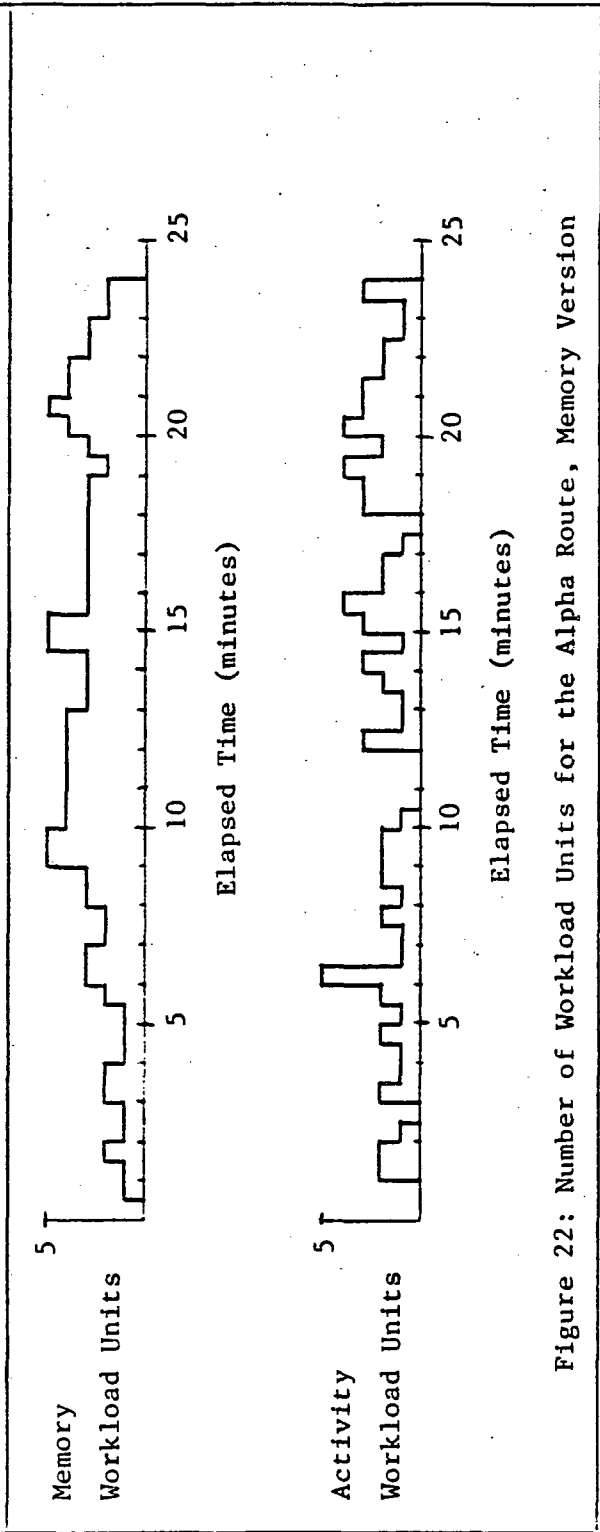 Memory
Workload Units
5
5
10
15
20
25
Elapsed Time (minutes)
Activity
Workload Units
5
5
10
15
20
25
Elapsed Time (minutes)
Figure 22: Number of Workload Units for the Alpha Route, Memory Version